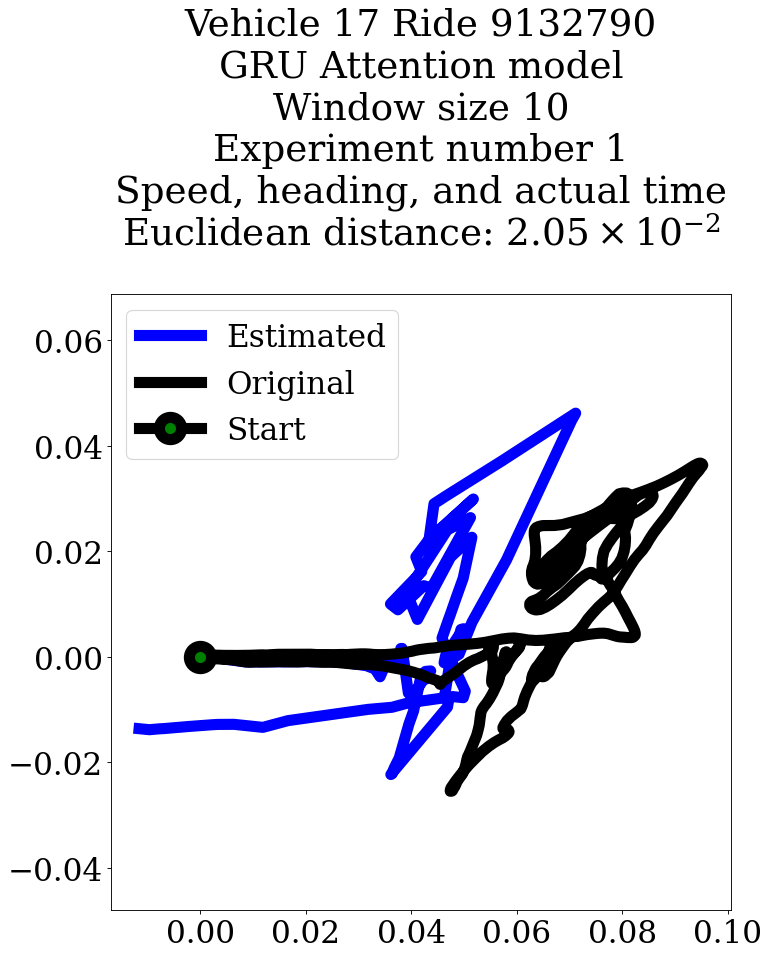 Vehicle 17 Ride 9132790
GRU Attention model
Window size 10
Experiment number 1
Speed, heading, and actual time
Euclidean distance: 2.05 × 10⁻²
Estimated
Original
Start
0.06
0.04
0.02
0.00
−0.02
−0.04
0.00 0.02 0.04 0.06 0.08 0.10